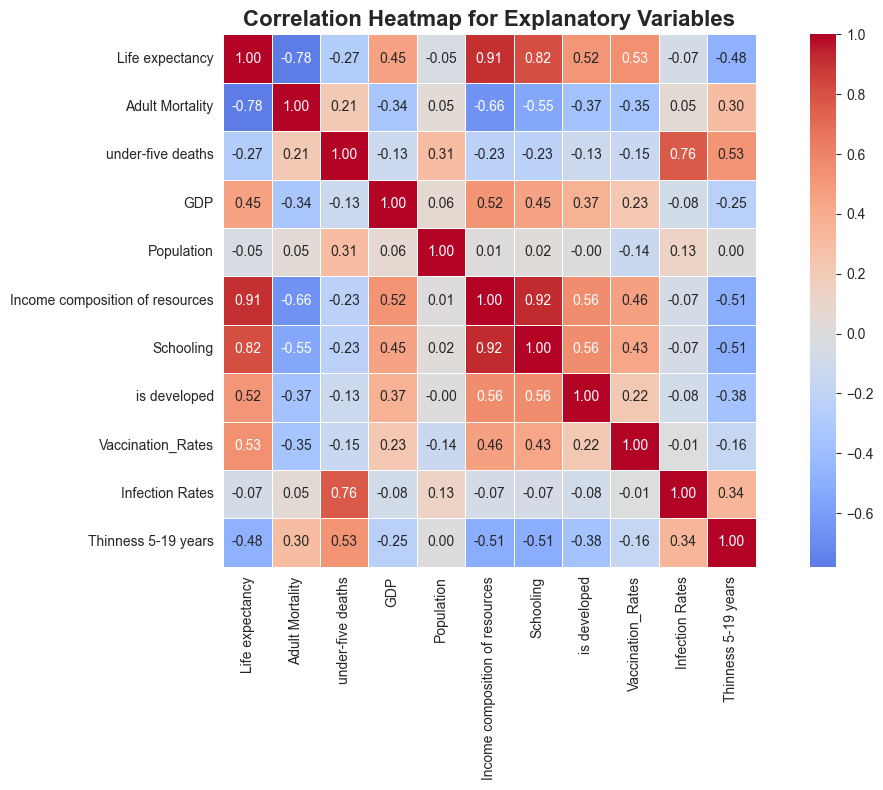 Correlation Heatmap for Explanatory Variables
Life expectancy 1.00 -0.78 -0.27 0.45 -0.05 0.91 0.82 0.52 0.53 -0.07 -0.48
Adult Mortality -0.78 1.00 0.21 -0.34 0.05 -0.66 -0.55 -0.37 -0.35 0.05 0.30
under-five deaths -0.27 0.21 1.00 -0.13 0.31 -0.23 -0.23 -0.13 -0.15 0.76 0.53
GDP 0.45 -0.34 -0.13 1.00 0.06 0.52 0.45 0.37 0.23 -0.08 -0.25
Population -0.05 0.05 0.31 0.06 1.00 0.01 0.02 -0.00 -0.14 0.13 0.00
Income composition of resources 0.91 -0.66 -0.23 0.52 0.01 1.00 0.92 0.56 0.46 -0.07 -0.51
Schooling 0.82 -0.55 -0.23 0.45 0.02 0.92 1.00 0.56 0.43 -0.07 -0.51
is developed 0.52 -0.37 -0.13 0.37 -0.00 0.56 0.56 1.00 0.22 -0.08 -0.38
Vaccination_Rates 0.53 -0.35 -0.15 0.23 -0.14 0.46 0.43 0.22 1.00 -0.01 -0.16
Infection Rates -0.07 0.05 0.76 -0.08 0.13 -0.07 -0.07 -0.08 -0.01 1.00 0.34
Thinness 5-19 years -0.48 0.30 0.53 -0.25 0.00 -0.51 -0.51 -0.38 -0.16 0.34 1.00
Life expectancy
Adult Mortality
under-five deaths
GDP
Population
Income composition of resources
Schooling
is developed
Vaccination_Rates
Infection Rates
Thinness 5-19 years
1.0
0.8
0.6
0.4
0.2
0.0
−0.2
−0.4
−0.6